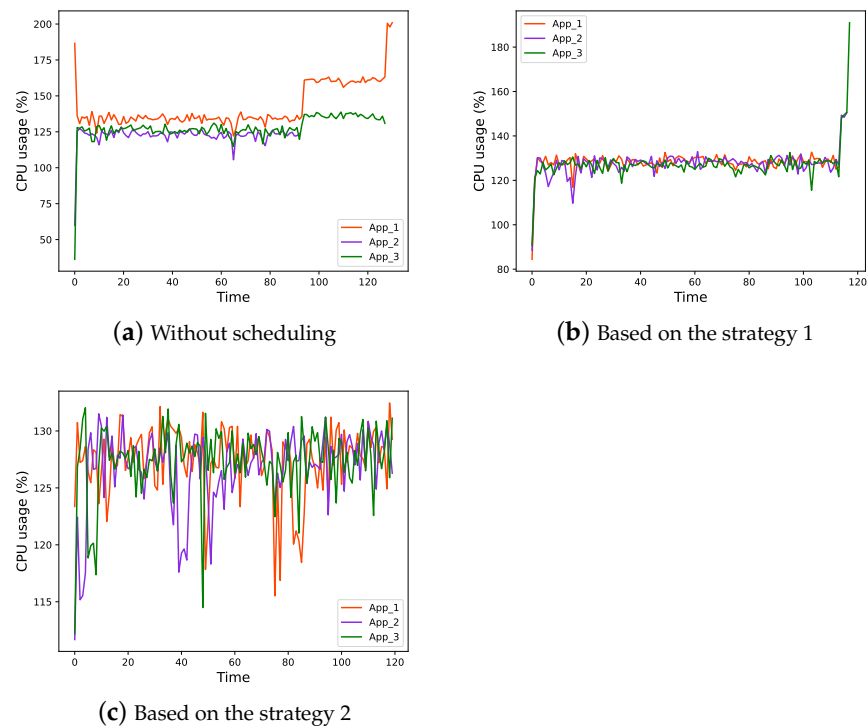 200
175
150
125
100
75
50
CPU usage (%)
App_1
App_2
App_3
0 20 40 60 80 100 120
Time
(a) Without scheduling
180
160
140
120
100
80
CPU usage (%)
App_1
App_2
App_3
0 20 40 60 80 100 120
Time
(b) Based on the strategy 1
130
125
120
115
CPU usage (%)
App_1
App_2
App_3
0 20 40 60 80 100 120
Time
(c) Based on the strategy 2